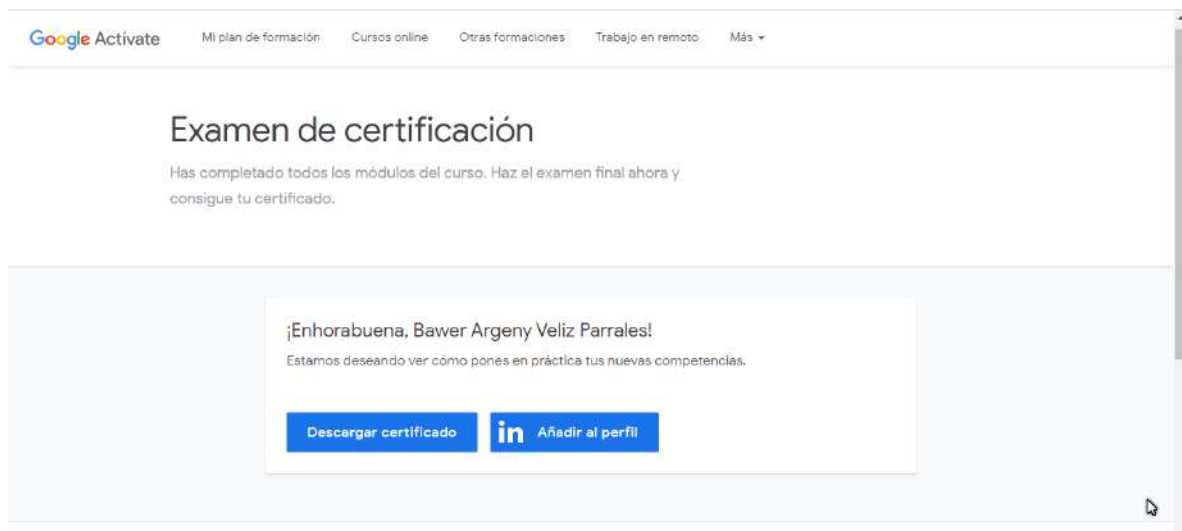 Google Actívate Mi plan de formación Cursos online Otras formaciones Trabajo en remoto Más
Examen de certificación
Has completado todos los módulos del curso. Haz el examen final ahora y
consigue tu certificado.
¡Enhorabuena, Bawer Argeny Veliz Parrales!
Estamos deseando ver cómo pones en práctica tus nuevas competencias.
Descargar certificado in Añadir al perfil